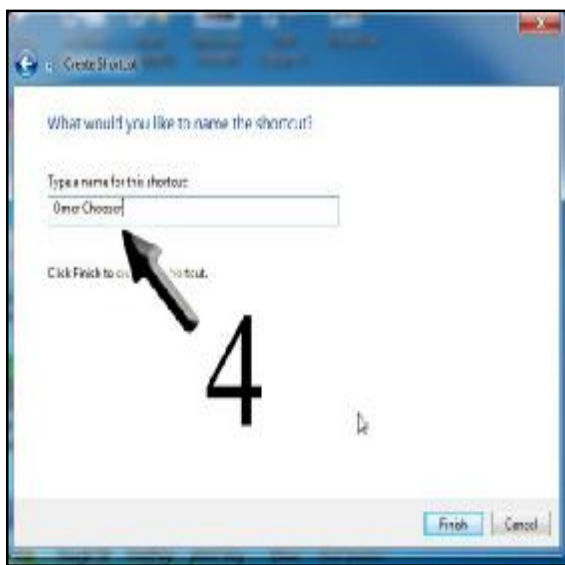 Create Shortcut
What would you like to name the shortcut?
Type a name for this shortcut:
Omer Chooser
Click Finish to shortcut.
4
Finish Cancel